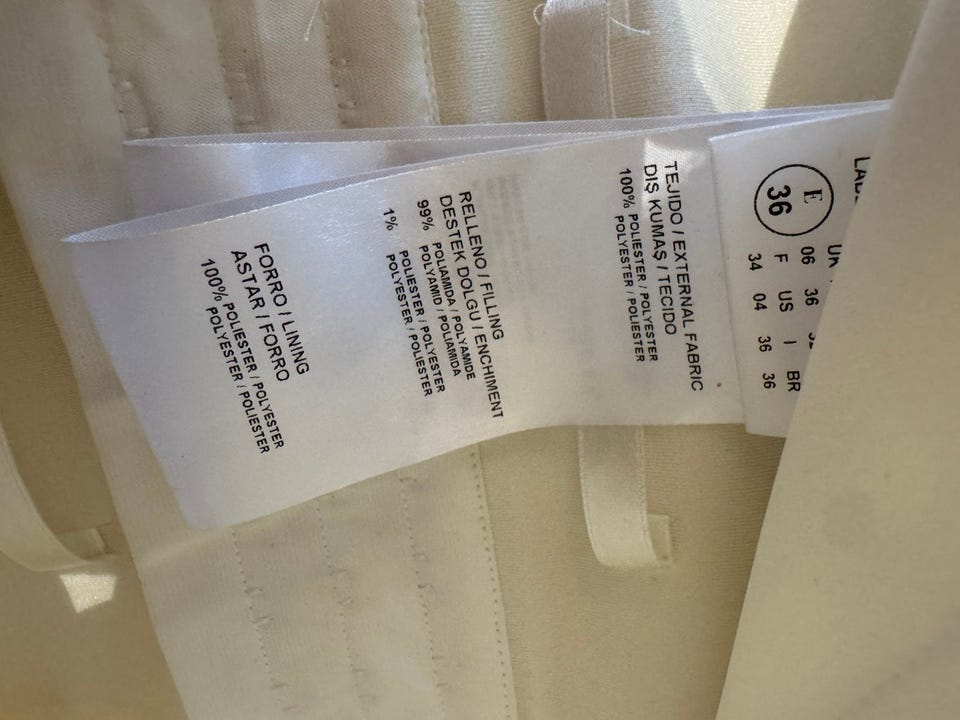 E
36
UK
06 36
F US I BR
34 04 36 36
TEJIDO / EXTERNAL FABRIC
DIŞ KUMAŞ / TECIDO
100% POLIESTER / POLYESTER
POLYESTER / POLIESTER
RELLENO / FILLING
DESTEK DOLGU / ENCHIMENT
99% POLIAMIDA / POLYAMIDE
POLYAMID / POLIAMIDA
1% POLIESTER / POLYESTER
POLYESTER / POLIESTER
FORRO / LINING
ASTAR / FORRO
100% POLIESTER / POLYESTER
POLYESTER / POLIESTER